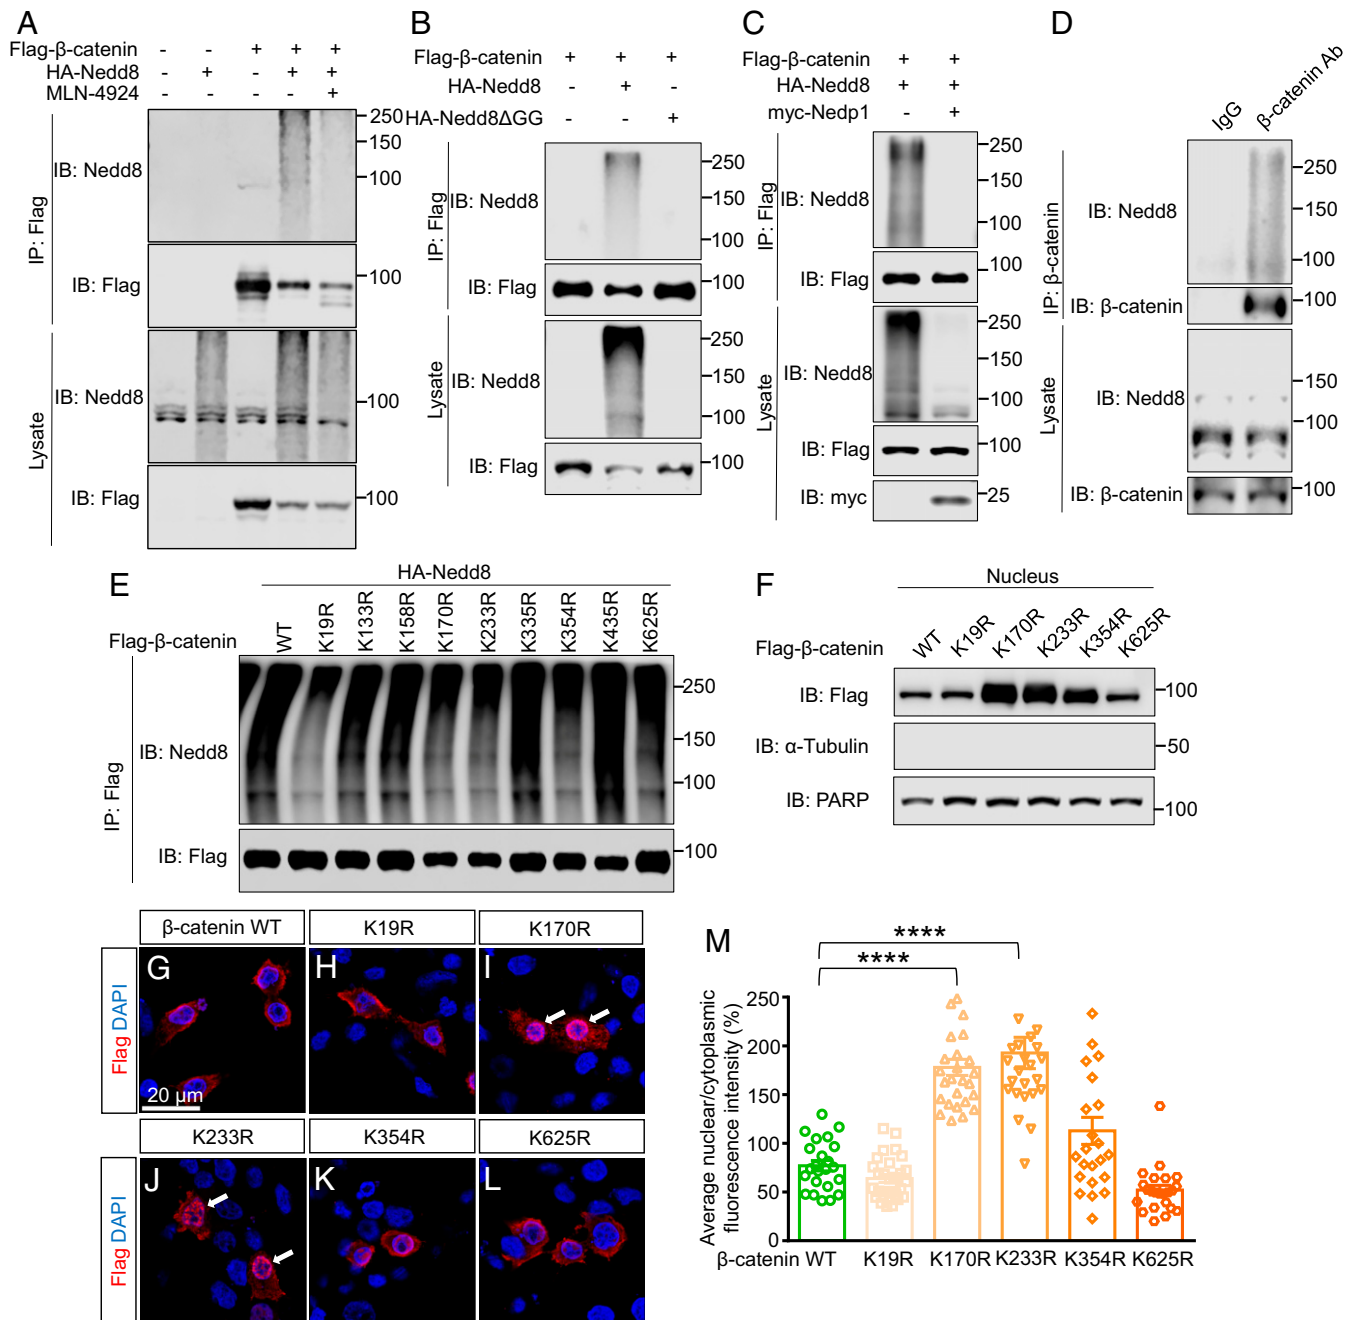 A
Flag-β-catenin - - + + +
HA-Nedd8 - + - + +
MLN-4924 - - - - +
IP: Flag
IB: Nedd8
250
150
100
IB: Flag
100
Lysate
IB: Nedd8
100
IB: Flag
100
B
Flag-β-catenin + + +
HA-Nedd8 - + -
HA-Nedd8ΔGG - - +
IP: Flag
IB: Nedd8
250
150
100
IB: Flag
100
Lysate
IB: Nedd8
250
150
100
IB: Flag
100
C
Flag-β-catenin + +
HA-Nedd8 + +
myc-Nedp1 - +
IP: Flag
IB: Nedd8
250
150
100
IB: Flag
100
Lysate
IB: Nedd8
250
150
100
IB: Flag
100
IB: myc
25
D
IgG
β-catenin Ab
IP: β-catenin
IB: Nedd8
250
150
100
IB: β-catenin
100
Lysate
IB: Nedd8
150
100
IB: β-catenin
100
E
HA-Nedd8
Flag-β-catenin
WT
K19R
K133R
K158R
K170R
K233R
K335R
K354R
K435R
K625R
IP: Flag
IB: Nedd8
250
150
100
IB: Flag
100
F
Nucleus
Flag-β-catenin
WT
K19R
K170R
K233R
K354R
K625R
IB: Flag
100
IB: α-Tubulin
50
IB: PARP
100
β-catenin WT
K19R
K170R
Flag DAPI
G
20 μm
H
I
K233R
K354R
K625R
Flag DAPI
J
K
L
M
Average nuclear/cytoplasmic
fluorescence intensity (%)
****
****
250
200
150
100
50
0
β-catenin WT K19R K170R K233R K354R K625R